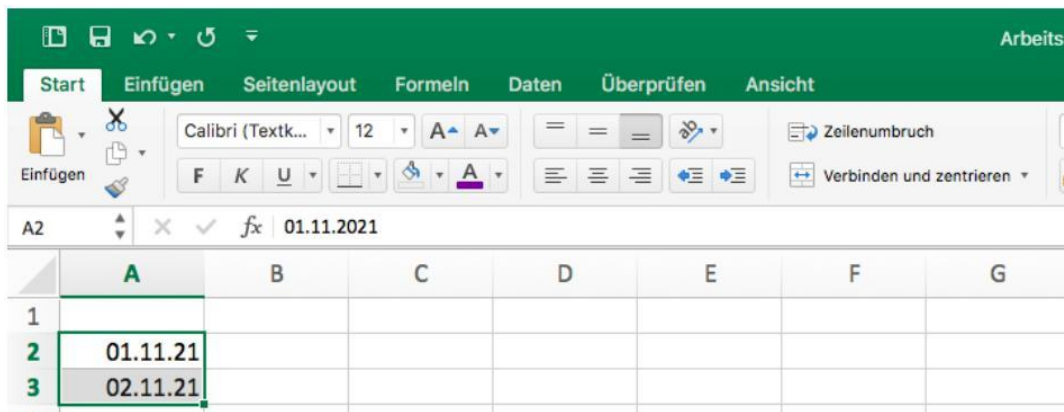 Arbeits
Start Einfügen Seitenlayout Formeln Daten Überprüfen Ansicht
Calibri (Textk... 12 A A Zeilenumbruch
Einfügen F K U A Verbinden und zentrieren
A2 fx 01.11.2021
A B C D E F G
1
2 01.11.21
3 02.11.21